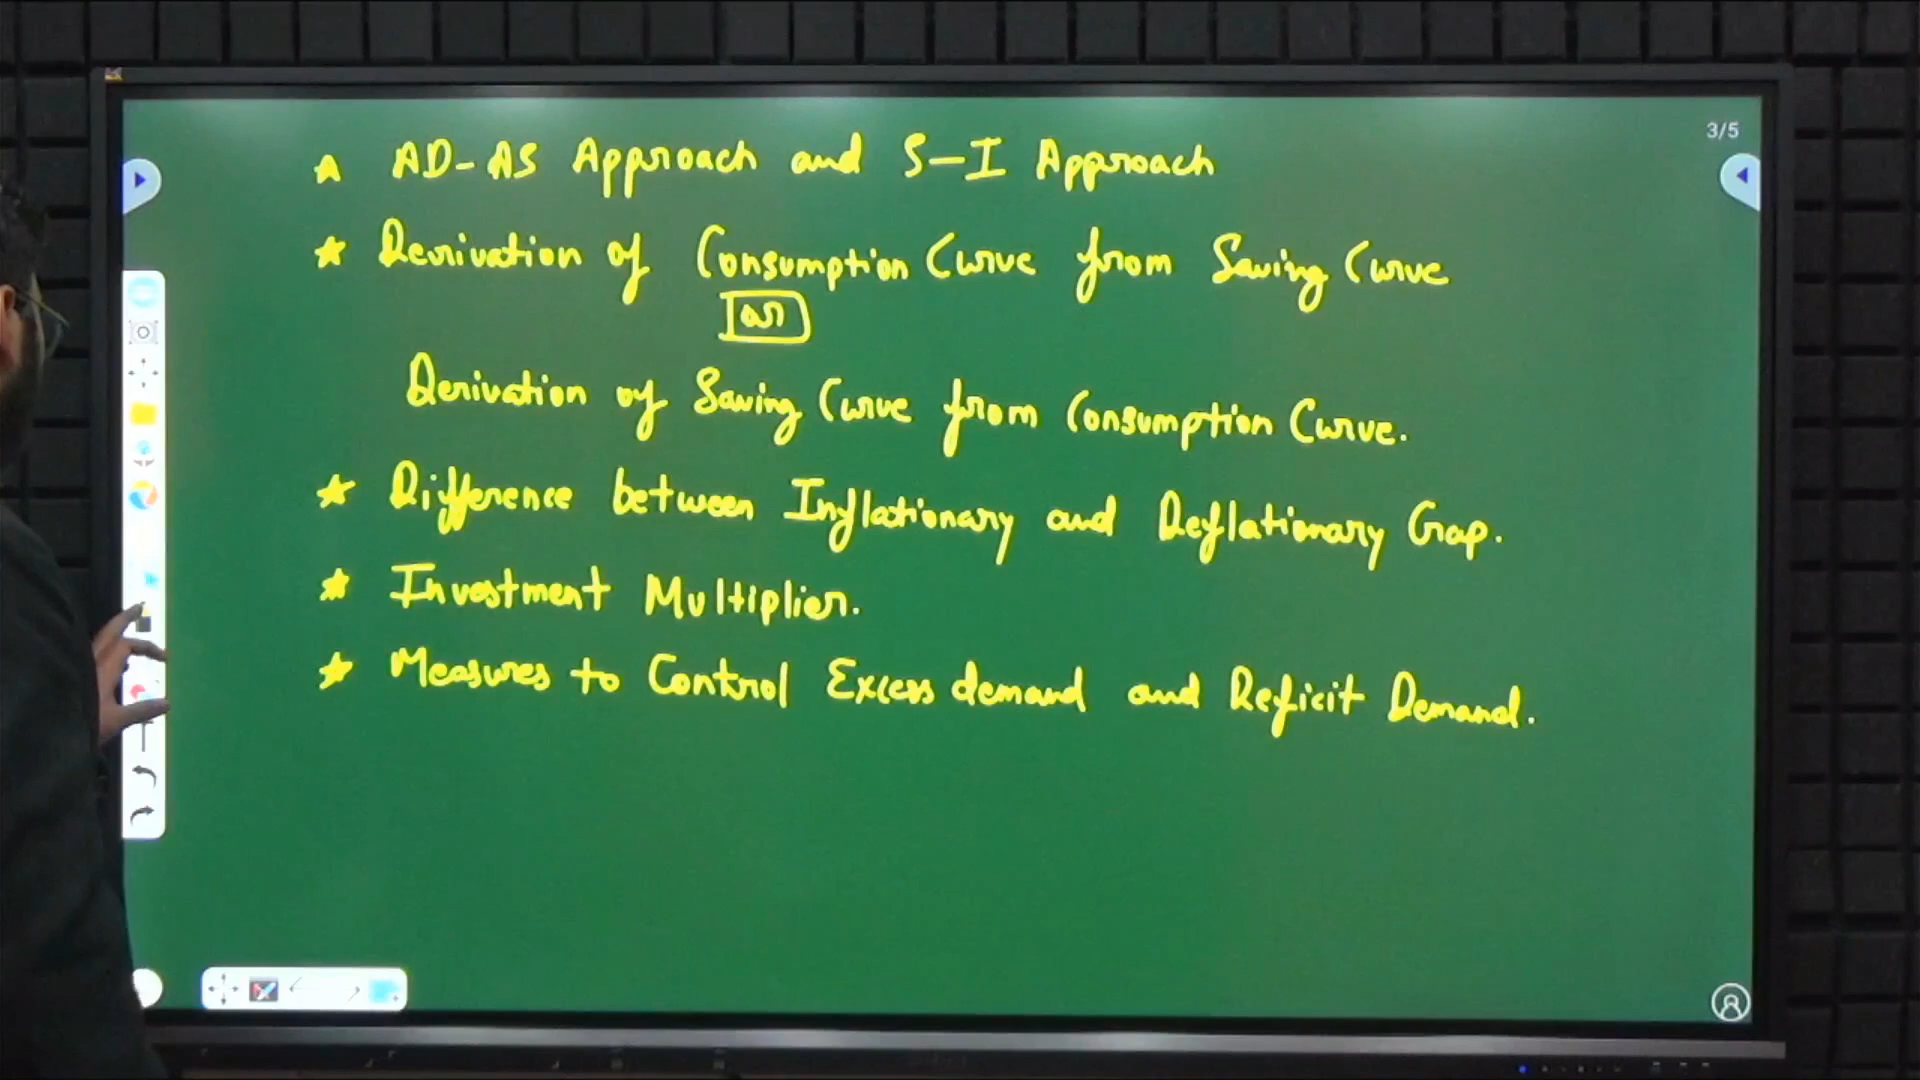 3/5
★ AD-AS Approach and S-I Approach
★ Derivation of Consumption Curve from Saving Curve
or
Derivation of Saving Curve from Consumption Curve.
★ Difference between Inflationary and Deflationary Gap.
★ Investment Multiplier.
★ Measures to Control Excess demand and Deficit Demand.